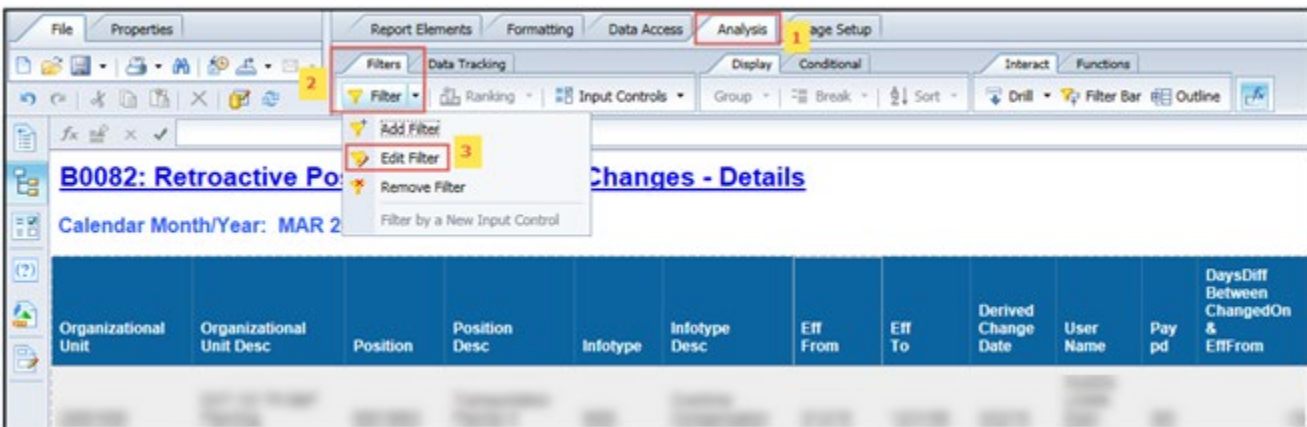 File Properties Report Elements Formatting Data Access Analysis 1 age Setup
2 Filters Data Tracking Display Conditional Interact Functions
Filter Ranking Input Controls Group Break Sort Drill Filter Bar Outline fx
fx Add Filter
Edit Filter 3
Remove Filter
Filter by a New Input Control
B0082: Retroactive Pos Changes - Details
Calendar Month/Year: MAR 2
Organizational Unit
Organizational Unit Desc
Position
Position Desc
Infotype
Infotype Desc
Eff From
Eff To
Derived Change Date
User Name
Pay pd
DaysDiff Between ChangedOn & EffFrom